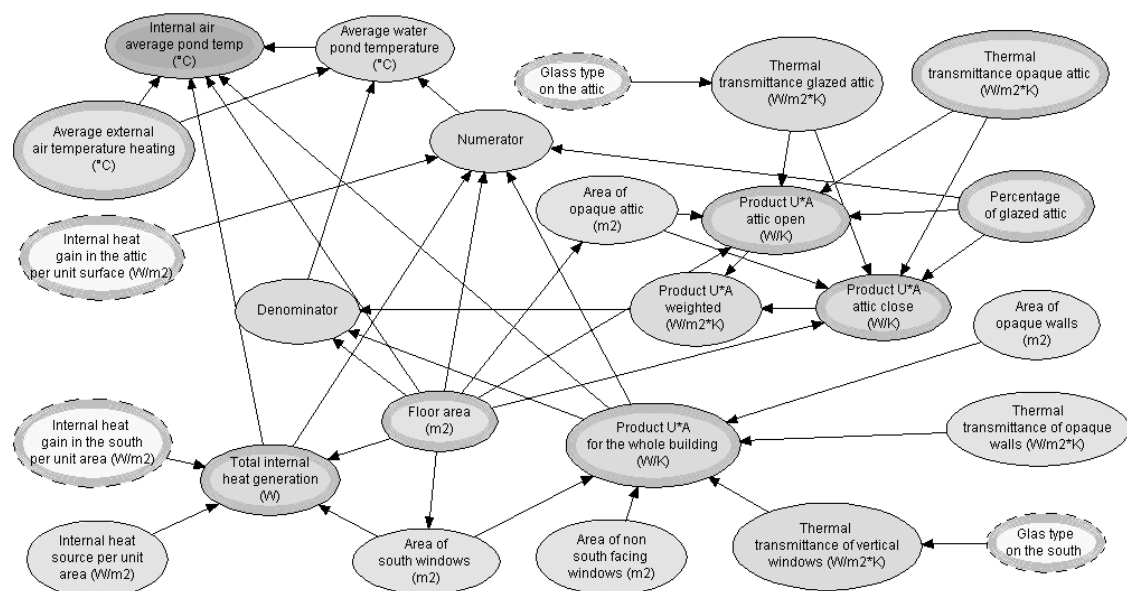 Internal air
average pond temp
(°C)
Average water
pond temperature
(°C)
Glass type
on the attic
Thermal
transmittance glazed attic
(W/m2*K)
Thermal
transmittance opaque attic
(W/m2*K)
Average external
air temperature heating
(°C)
Numerator
Area of
opaque attic
(m2)
Product U*A
attic open
(W/K)
Percentage
of glazed attic
Internal heat
gain in the attic
per unit surface (W/m2)
Denominator
Product U*A
weighted
(W/m2*K)
Product U*A
attic close
(W/K)
Area of
opaque walls
(m2)
Internal heat
gain in the south
per unit area (W/m2)
Floor area
(m2)
Product U*A
for the whole building
(W/K)
Thermal
transmittance of opaque
walls (W/m2*K)
Total internal
heat generation
(W)
Internal heat
source per unit
area (W/m2)
Area of
south windows
(m2)
Area of non
south facing
windows (m2)
Thermal
transmittance of vertical
windows (W/m2*K)
Glas type
on the south